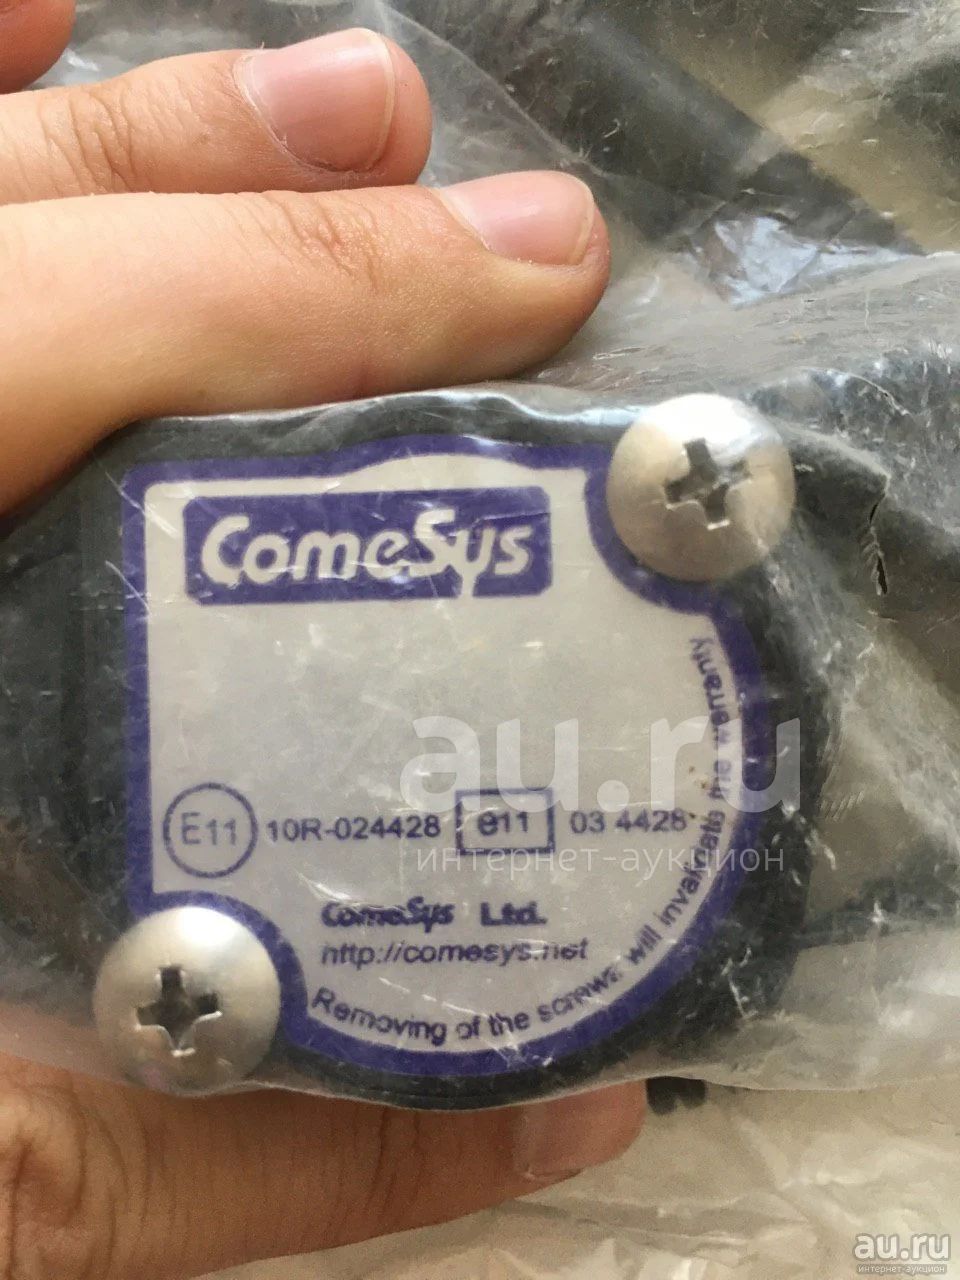 ComeSys
E11 10R-024428 e11 03 4428
ComeSys Ltd.
http://comesys.net
Removing of the screws will invalidate the warranty
au.ru
интернет-аукцион
au.ru
интернет-аукцион